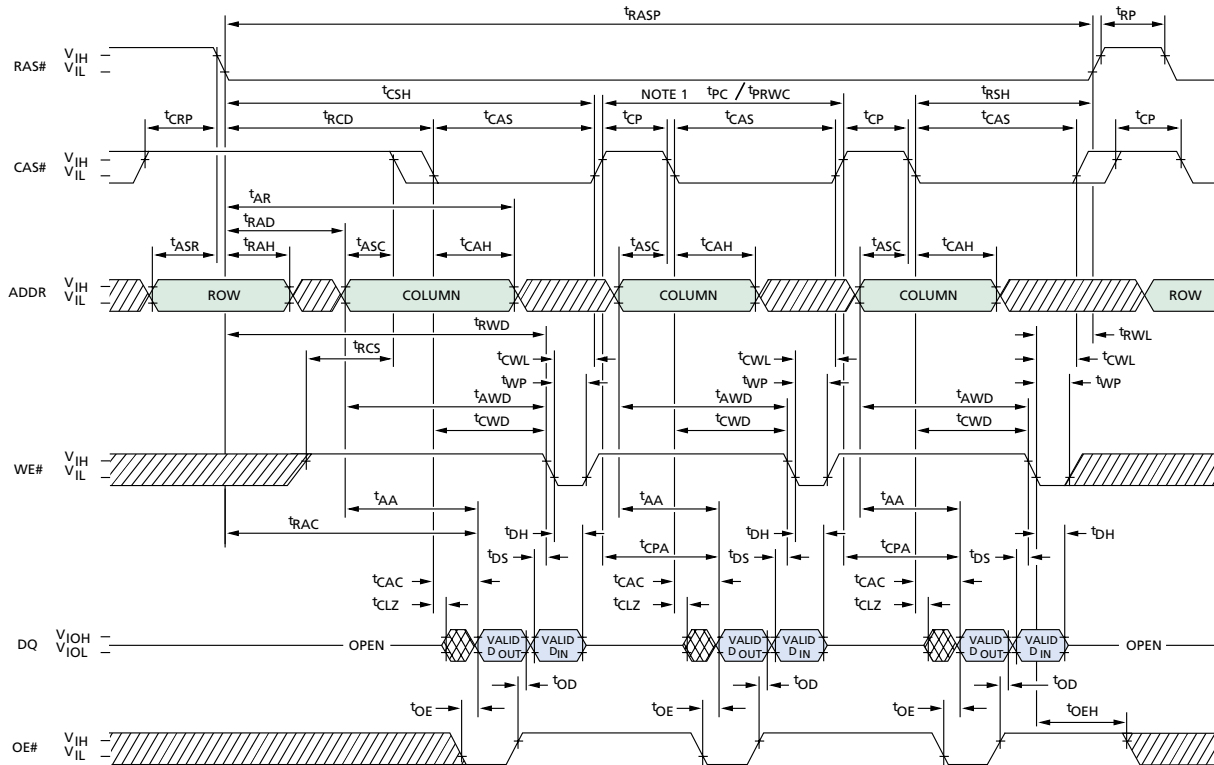 tRASP tRP
RAS# VIH
VIL
tCSH NOTE 1 tPC / tPRWC tRSH
tCRP tRCD tCAS tCP tCAS tCP tCAS tCP
CAS# VIH
VIL
tAR
tRAD
tASR tRAH tASC tCAH tASC tCAH tASC tCAH
ADDR VIH
VIL
ROW COLUMN COLUMN COLUMN ROW
tRWD tRWL
tRCS tCWL tCWL tCWL
tWP tWP tWP
tAWD tAWD tAWD
tCWD tCWD tCWD
WE# VIH
VIL
tAA tAA tAA
tRAC tDH tDH tDH
tDS tCPA tDS tCPA tDS
tCAC tCAC tCAC
tCLZ tCLZ tCLZ
DQ VIOH
VIOL
OPEN VALID DOUT VALID DIN VALID DOUT VALID DIN VALID DOUT VALID DIN OPEN
tOD tOD tOD
tOE tOE tOE tOEH
OE# VIH
VIL